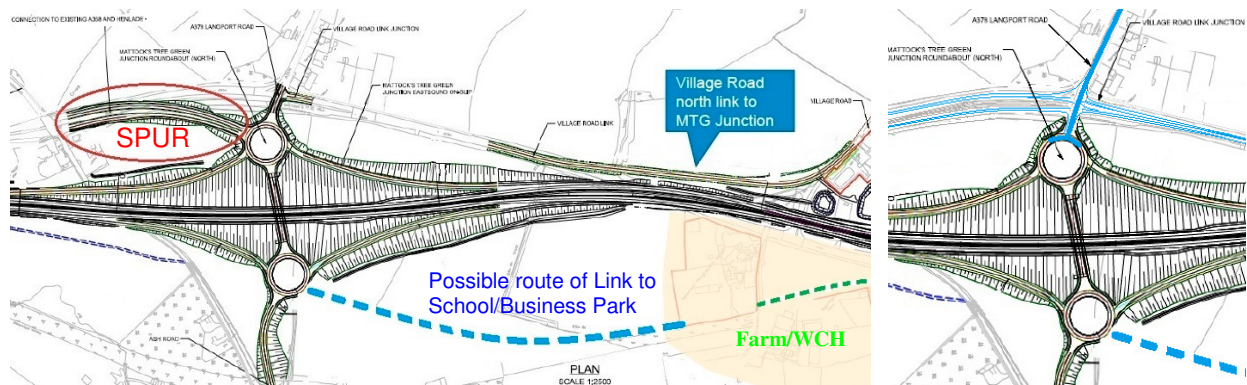 CONNECTION TO EXISTING A358 AND HENLADE
A378 LANGPORT ROAD
VILLAGE ROAD LINK JUNCTION
MATTOCK'S TREE GREEN
JUNCTION ROUNDABOUT (NORTH)
MATTOCK'S TREE GREEN
JUNCTION EASTBOUND ON-SLIP
SPUR
VILLAGE ROAD LINK
Village Road
north link to
MTG Junction
VILLAGE ROAD
Possible route of Link to
School/Business Park
Farm/WCH
ASH ROAD
PLAN
SCALE 1:2500
A378 LANGPORT ROAD
VILLAGE ROAD LINK JUNCTION
MATTOCK'S TREE GREEN
JUNCTION ROUNDABOUT (NORTH)